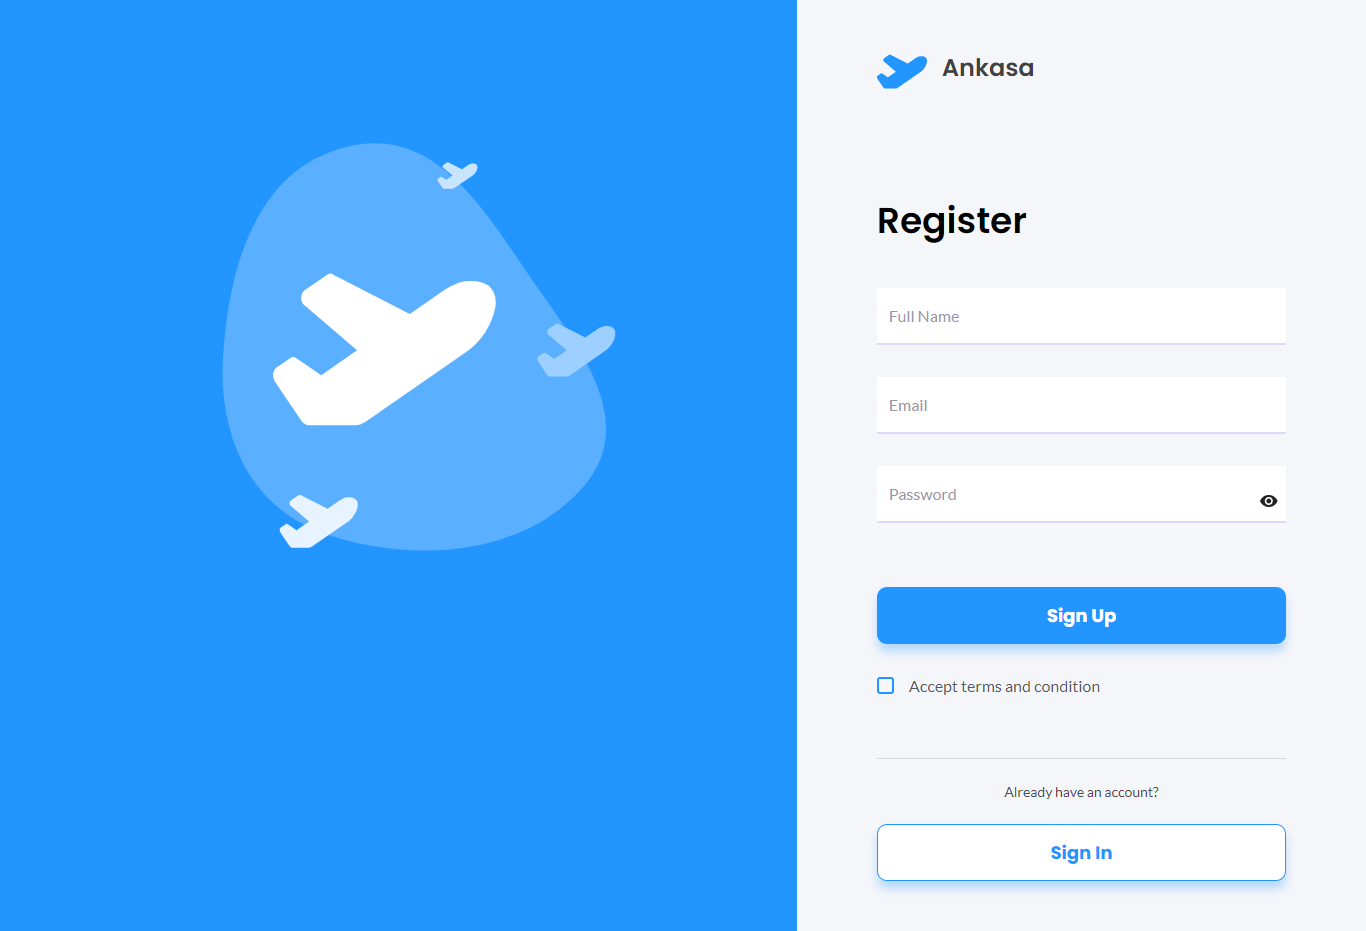 Ankasa
Register
Full Name
Email
Password
Sign Up
Accept terms and condition
Already have an account?
Sign In